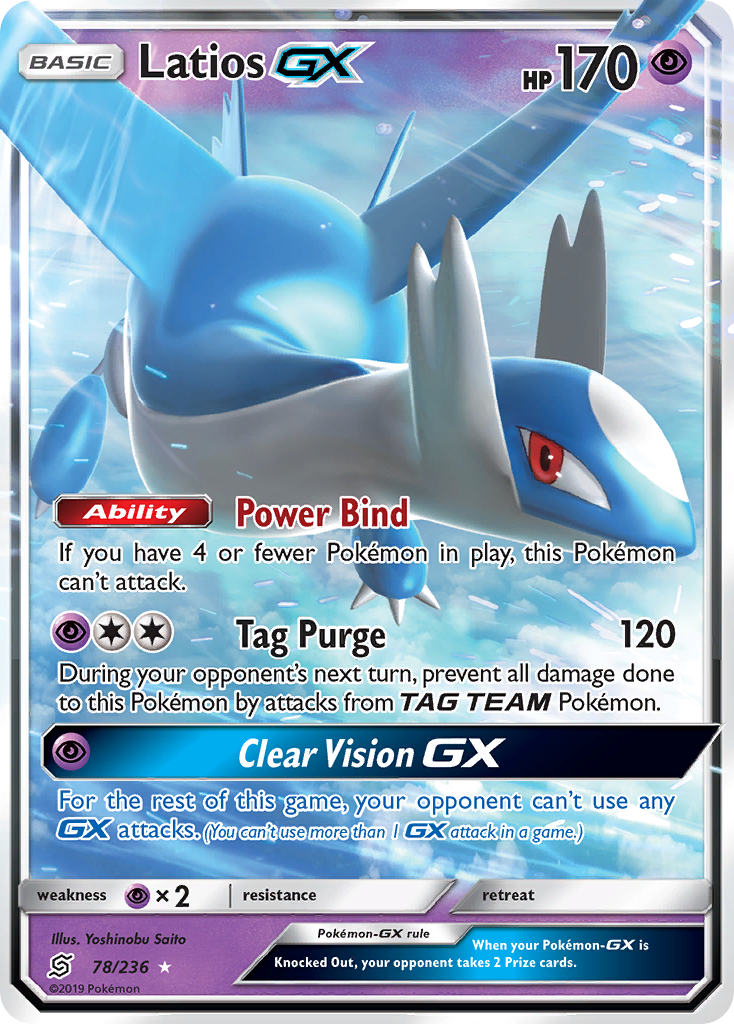 BASIC Latios GX HP 170
Ability Power Bind
If you have 4 or fewer Pokémon in play, this Pokémon
can't attack.
Tag Purge 120
During your opponent's next turn, prevent all damage done
to this Pokémon by attacks from TAG TEAM Pokémon.
Clear Vision GX
For the rest of this game, your opponent can't use any
GX attacks. (You can't use more than 1 GX attack in a game.)
weakness × 2 resistance retreat
Illus. Yoshinobu Saito
78/236
©2019 Pokémon
Pokémon-GX rule
When your Pokémon-GX is
Knocked Out, your opponent takes 2 Prize cards.